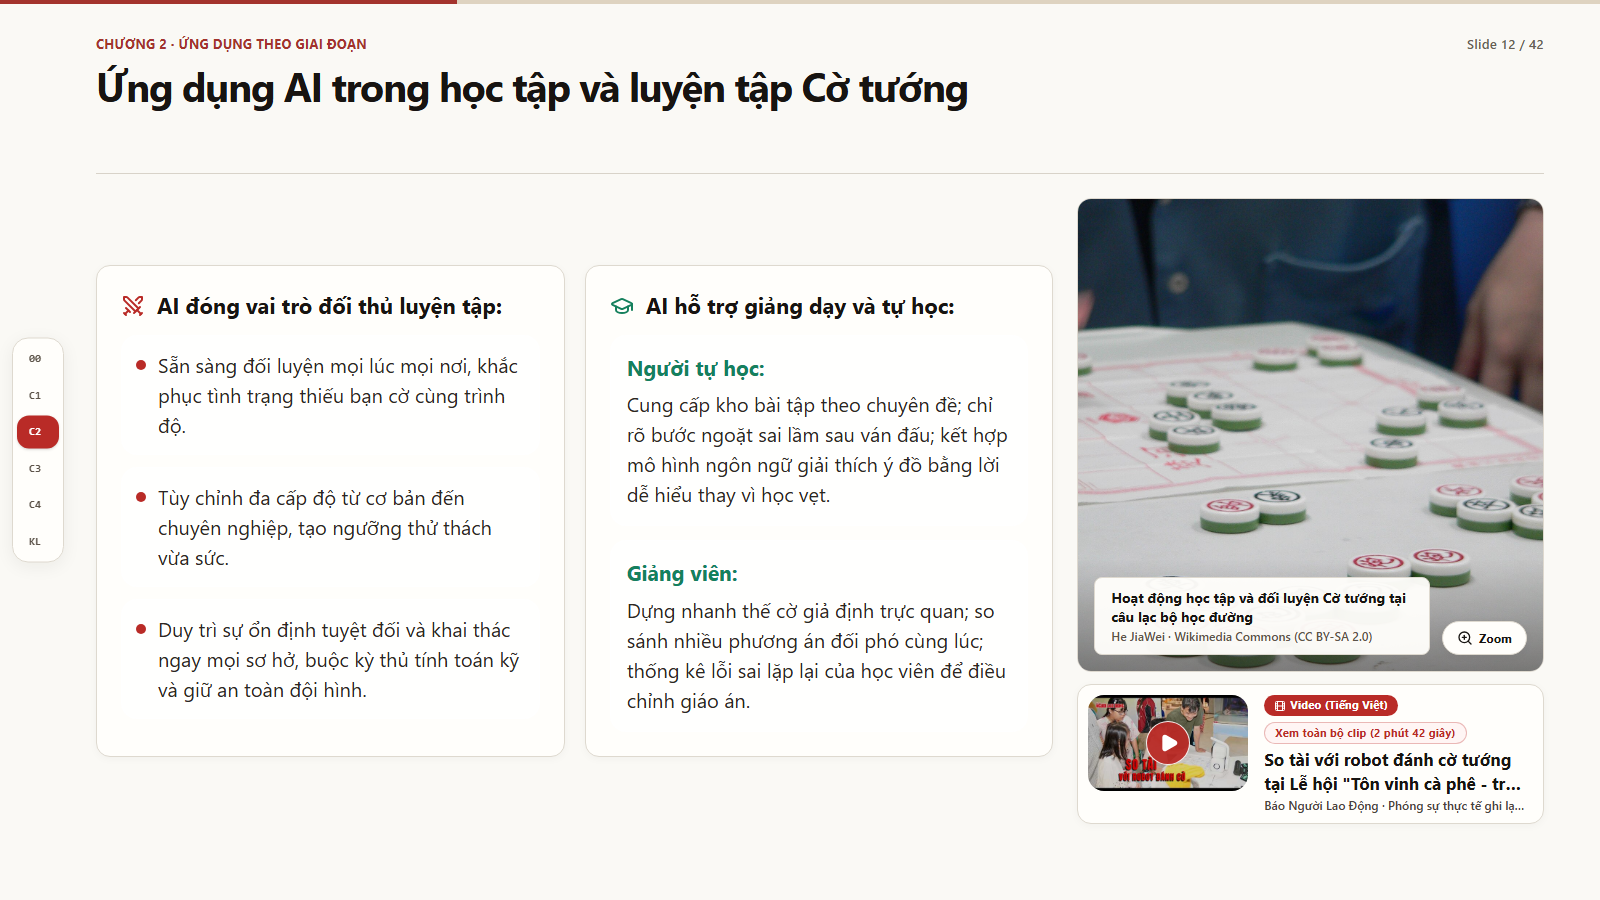 CHƯƠNG 2 · ỨNG DỤNG THEO GIAI ĐOẠN
Slide 12 / 42
Ứng dụng AI trong học tập và luyện tập Cờ tướng
00
C1
C2
C3
C4
KL
AI đóng vai trò đối thủ luyện tập:
Sẵn sàng đối luyện mọi lúc mọi nơi, khắc
phục tình trạng thiếu bạn cờ cùng trình
độ.
Tùy chỉnh đa cấp độ từ cơ bản đến
chuyên nghiệp, tạo ngưỡng thử thách
vừa sức.
Duy trì sự ổn định tuyệt đối và khai thác
ngay mọi sơ hở, buộc kỳ thủ tính toán kỹ
và giữ an toàn đội hình.
AI hỗ trợ giảng dạy và tự học:
Người tự học:
Cung cấp kho bài tập theo chuyên đề; chỉ
rõ bước ngoặt sai lầm sau ván đấu; kết hợp
mô hình ngôn ngữ giải thích ý đồ bằng lời
dễ hiểu thay vì học vẹt.
Giảng viên:
Dựng nhanh thế cờ giả định trực quan; so
sánh nhiều phương án đối phó cùng lúc;
thống kê lỗi sai lặp lại của học viên để điều
chỉnh giáo án.
Hoạt động học tập và đối luyện Cờ tướng tại
câu lạc bộ học đường
He JiaWei · Wikimedia Commons (CC BY-SA 2.0)
Zoom
SO TÀI
VỚI ROBOT ĐÁNH CỜ
Video (Tiếng Việt)
Xem toàn bộ clip (2 phút 42 giây)
So tài với robot đánh cờ tướng
tại Lễ hội "Tôn vinh cà phê - tr...
Báo Người Lao Động · Phóng sự thực tế ghi lạ...